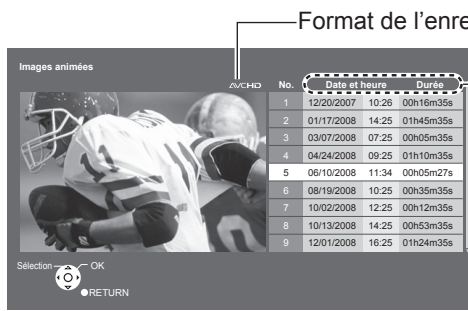 Format de l'enre
Images animées
AVCHD
No. Date et heure Durée
1 12/20/2007 10:26 00h16m35s
2 01/17/2008 14:25 01h45m35s
3 03/07/2008 07:25 00h05m35s
4 04/24/2008 09:25 01h10m35s
5 06/10/2008 11:34 00h05m27s
6 08/19/2008 10:25 00h35m35s
7 10/02/2008 12:25 00h12m35s
8 10/13/2008 14:25 00h53m35s
9 12/01/2008 16:25 01h24m35s
Sélection OK
RETURN